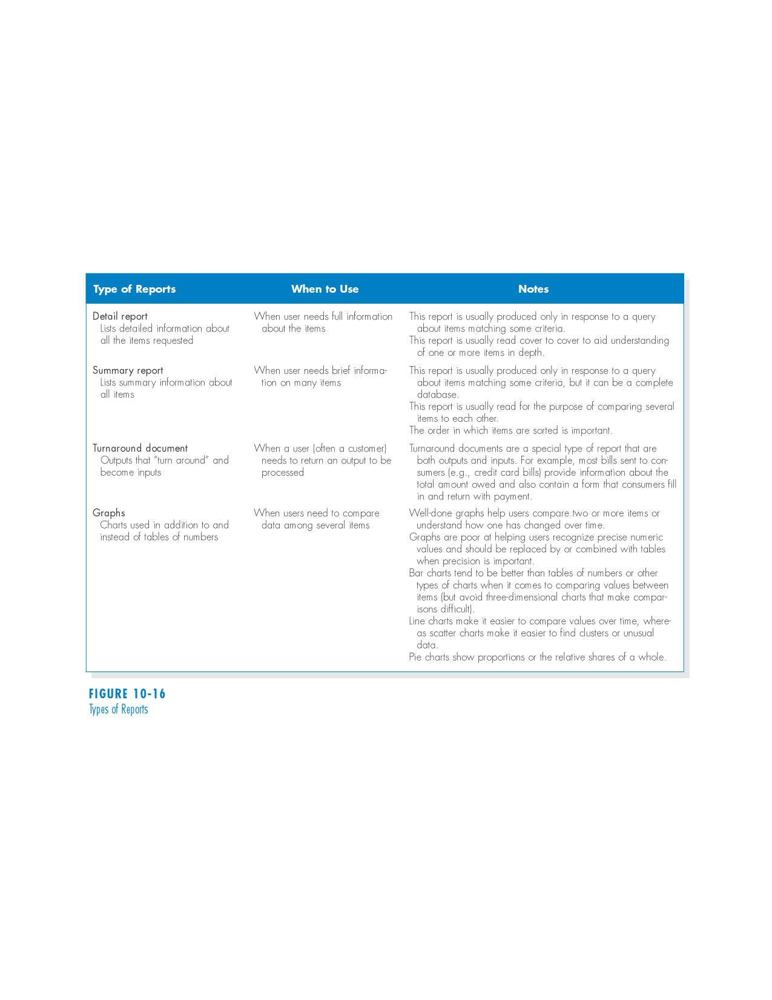 Type of Reports When to Use Notes
Detail report
Lists detailed information about
all the items requested
When user needs full information
about the items
This report is usually produced only in response to a query
about items matching some criteria.
This report is usually read cover to cover to aid understanding
of one or more items in depth.
Summary report
Lists summary information about
all items
When user needs brief informa-
tion on many items
This report is usually produced only in response to a query
about items matching some criteria, but it can be a complete
database.
This report is usually read for the purpose of comparing several
items to each other.
The order in which items are sorted is important.
Turnaround document
Outputs that “turn around” and
become inputs
When a user (often a customer)
needs to return an output to be
processed
Turnaround documents are a special type of report that are
both outputs and inputs. For example, most bills sent to con-
sumers (e.g., credit card bills) provide information about the
total amount owed and also contain a form that consumers fill
in and return with payment.
Graphs
Charts used in addition to and
instead of tables of numbers
When users need to compare
data among several items
Well-done graphs help users compare two or more items or
understand how one has changed over time.
Graphs are poor at helping users recognize precise numeric
values and should be replaced by or combined with tables
when precision is important.
Bar charts tend to be better than tables of numbers or other
types of charts when it comes to comparing values between
items (but avoid three-dimensional charts that make compar-
isons difficult).
Line charts make it easier to compare values over time, where-
as scatter charts make it easier to find clusters or unusual
data.
Pie charts show proportions or the relative shares of a whole.
FIGURE 10-16
Types of Reports